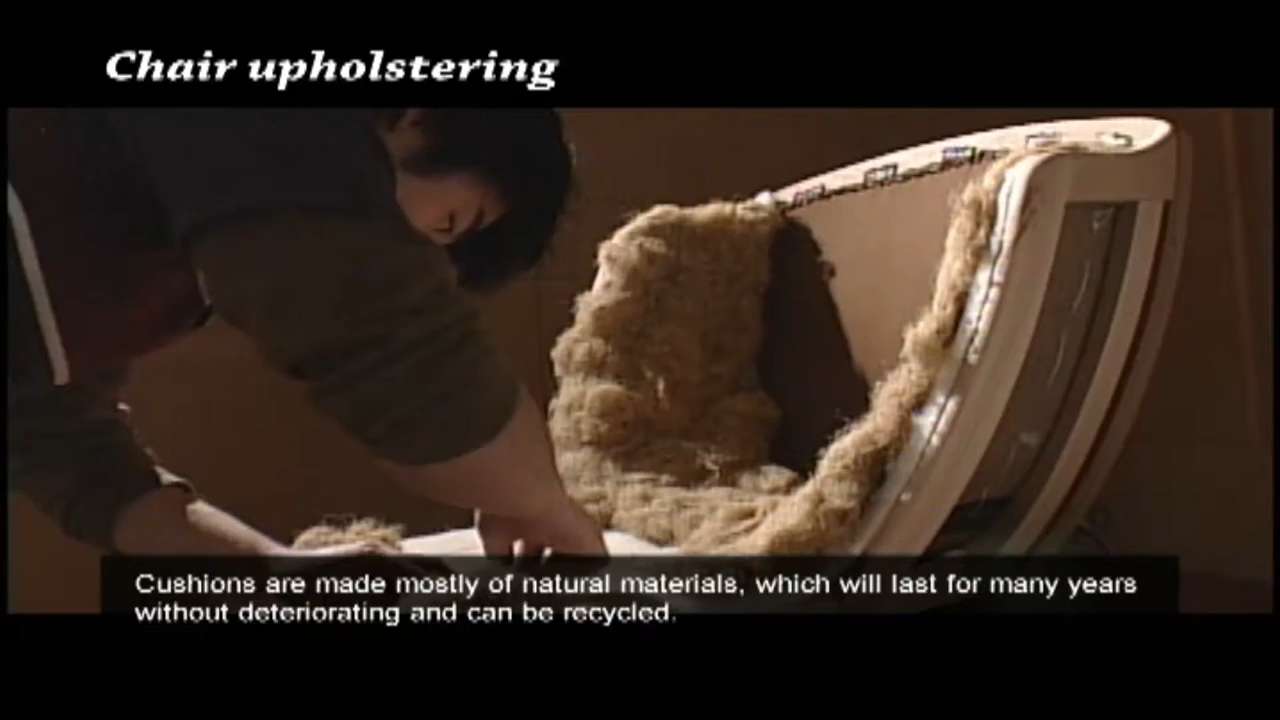 Chair upholstering
Cushions are made mostly of natural materials, which will last for many years
without deteriorating and can be recycled.